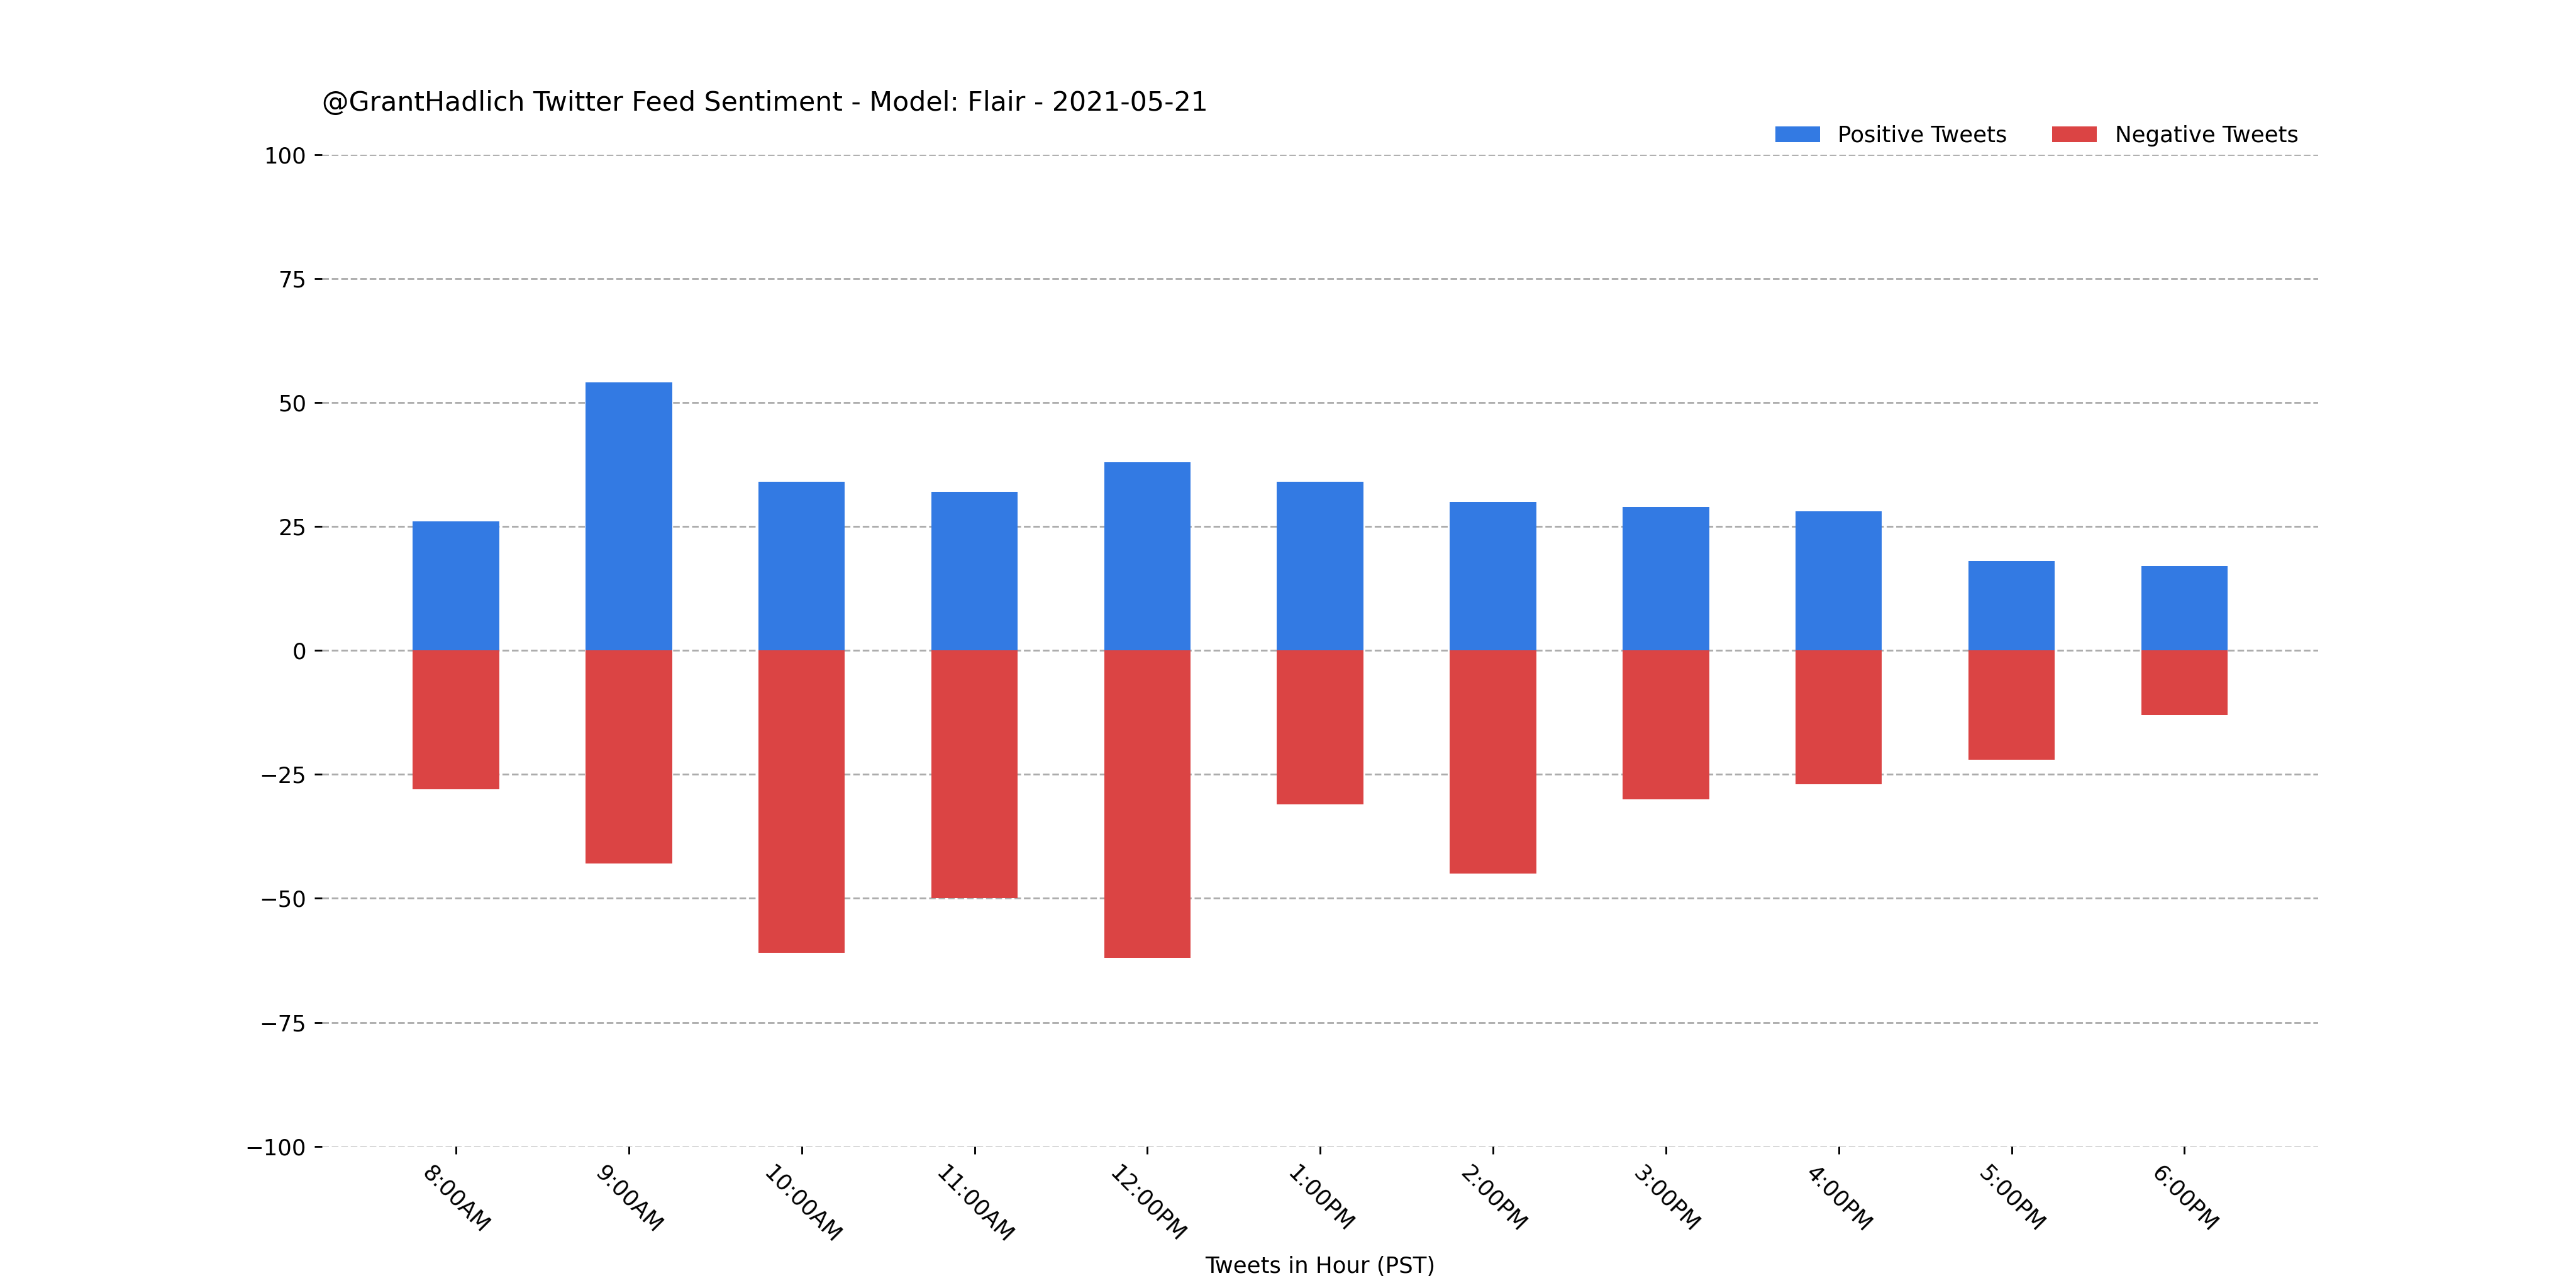 @GrantHadlich Twitter Feed Sentiment - Model: Flair - 2021-05-21
Positive Tweets
Negative Tweets
100
75
50
25
0
−25
−50
−75
−100
8:00AM
9:00AM
10:00AM
11:00AM
12:00PM
1:00PM
2:00PM
3:00PM
4:00PM
5:00PM
6:00PM
Tweets in Hour (PST)